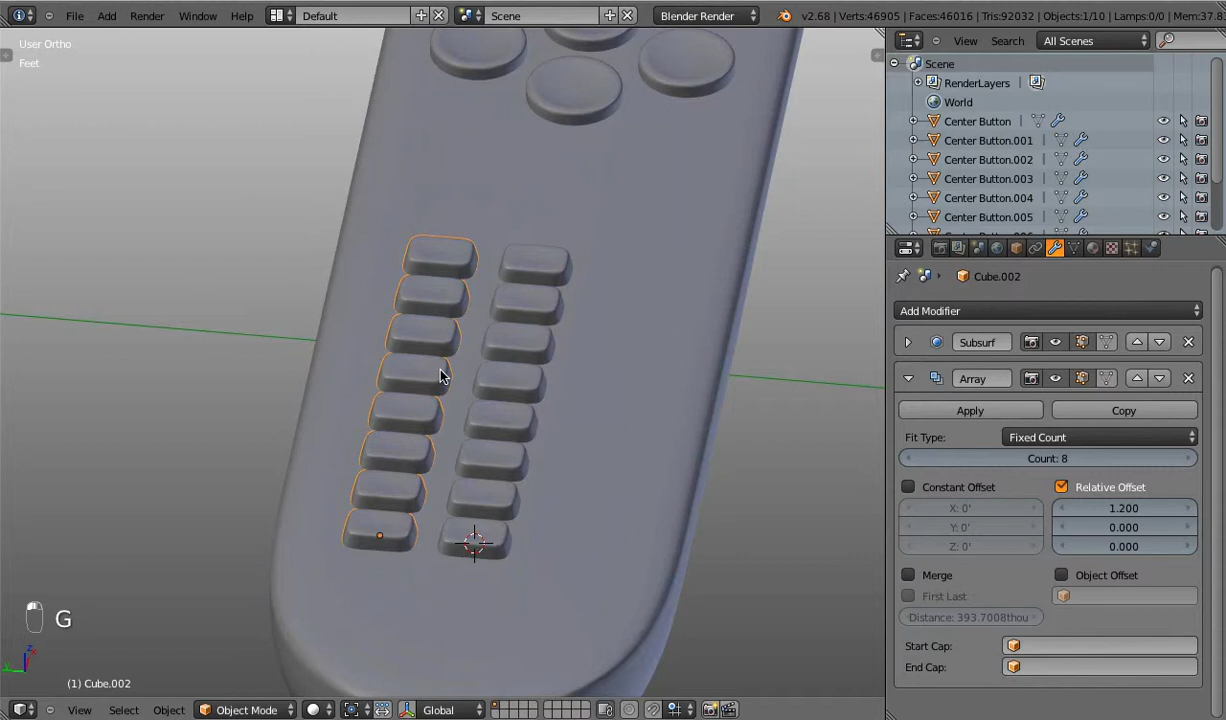 File Add Render Window Help Default Scene Blender Render v2.68 | Verts:46905 | Faces:46016 | Tris:92032 | Objects:1/10 | Lamps:0/0 | Mem:37.8
User Ortho
Feet
View Search All Scenes
Scene
RenderLayers
World
Center Button
Center Button.001
Center Button.002
Center Button.003
Center Button.004
Center Button.005
Cube.002
Add Modifier
Subsurf
Array
Apply Copy
Fit Type: Fixed Count
Count: 8
Constant Offset Relative Offset
X: 0' 1.200
Y: 0' 0.000
Z: 0' 0.000
Merge Object Offset
First Last
Distance: 393.7008thou
Start Cap:
End Cap:
G
z
y
(1) Cube.002
View Select Object Object Mode Global